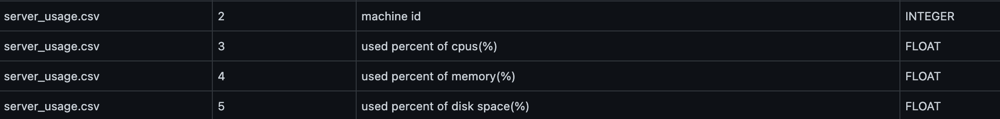 server_usage.csv 2 machine id INTEGER
server_usage.csv 3 used percent of cpus(%) FLOAT
server_usage.csv 4 used percent of memory(%) FLOAT
server_usage.csv 5 used percent of disk space(%) FLOAT